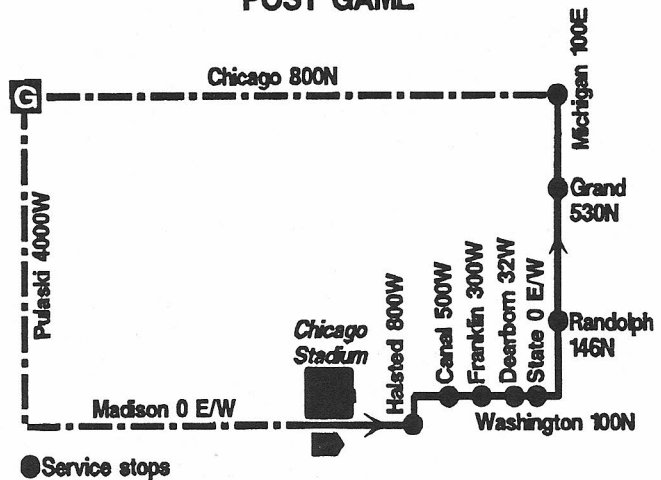 POST GAME
Michigan 100E
Chicago 800N
G
Grand
530N
Pulaski 4000W
Halsted 800W
Canal 500W
Franklin 300W
Dearborn 32W
State 0 E/W
Chicago
Stadium
Randolph
146N
Madison 0 E/W
Washington 100N
Service stops